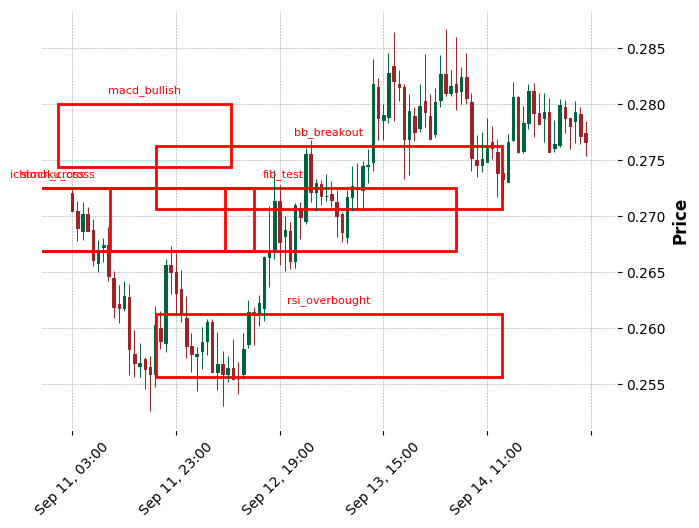 macd_bullish
bb_breakout
fib_test
rsi_overbought
0.285
0.280
0.275
0.270
0.265
0.260
0.255
Price
Sep 11, 03:00
Sep 11, 23:00
Sep 12, 19:00
Sep 13, 15:00
Sep 14, 11:00